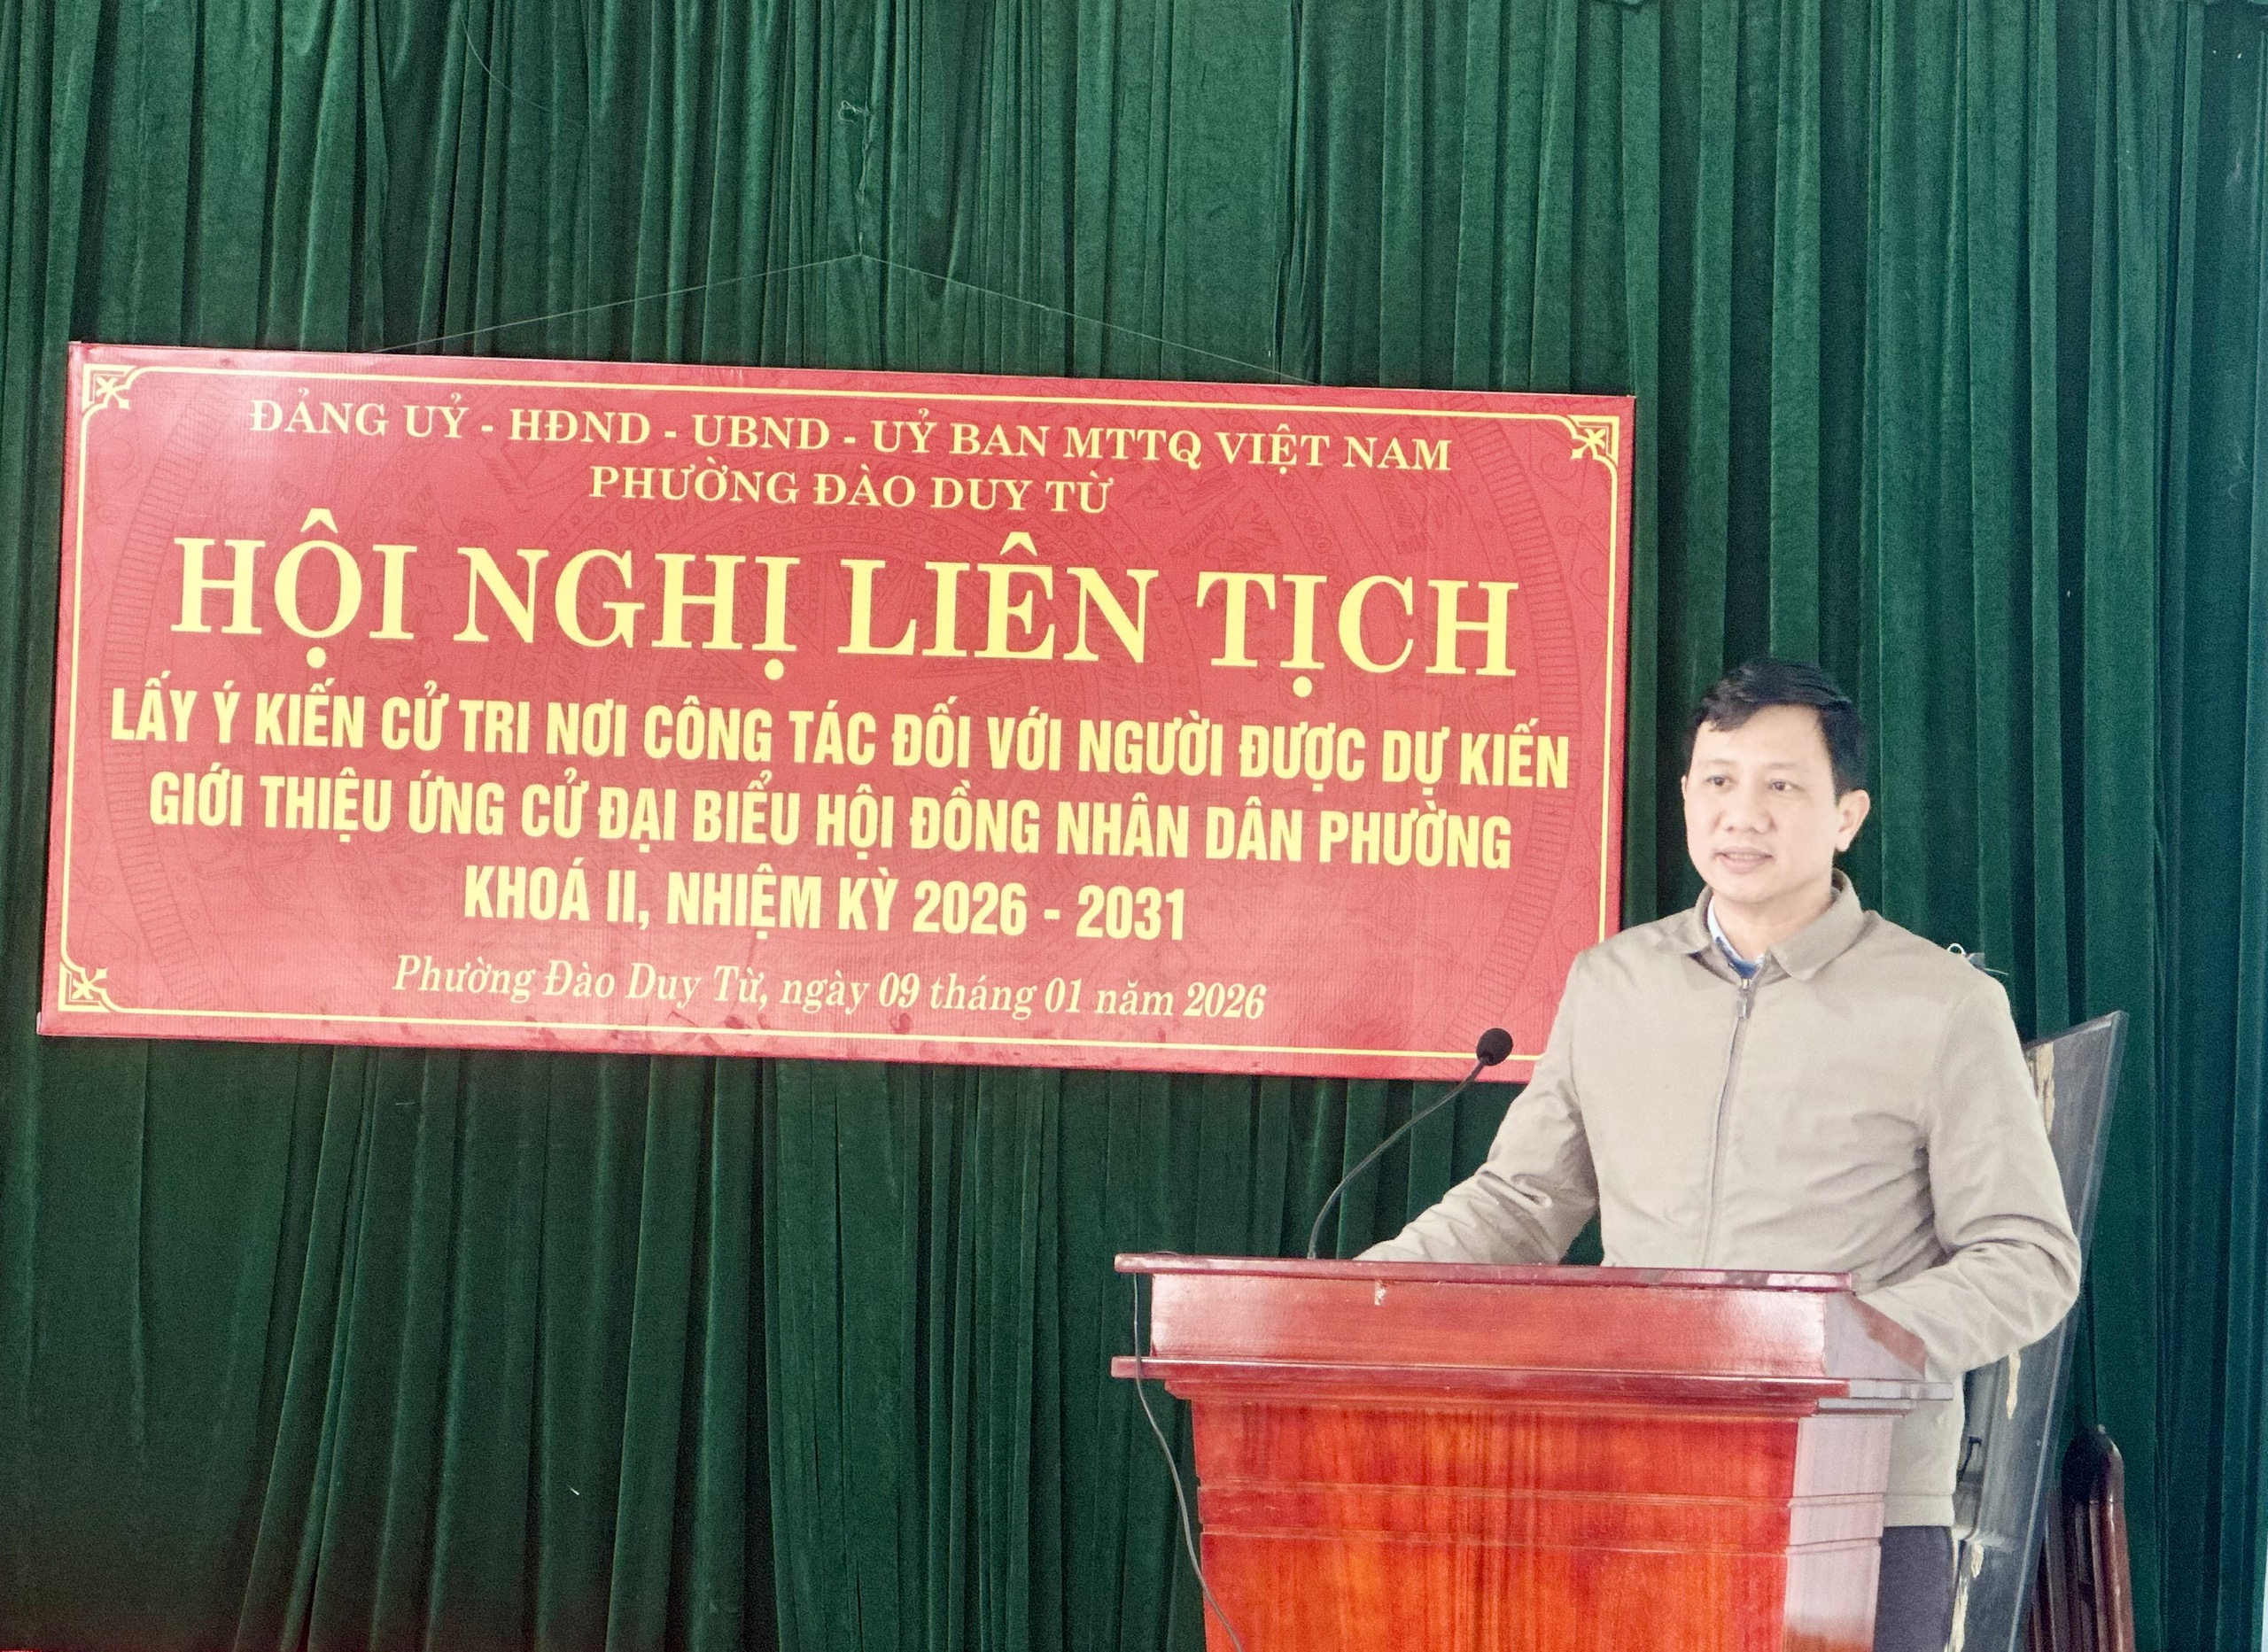 ĐẢNG UỶ - HĐND - UBND - UỶ BAN MTTQ VIỆT NAM
PHƯỜNG ĐÀO DUY TỪ
HỘI NGHỊ LIÊN TỊCH
LẤY Ý KIẾN CỬ TRI NƠI CÔNG TÁC ĐỐI VỚI NGƯỜI ĐƯỢC DỰ KIẾN
GIỚI THIỆU ỨNG CỬ ĐẠI BIỂU HỘI ĐỒNG NHÂN DÂN PHƯỜNG
KHOÁ II, NHIỆM KỲ 2026 - 2031
Phường Đào Duy Từ, ngày 09 tháng 01 năm 2026